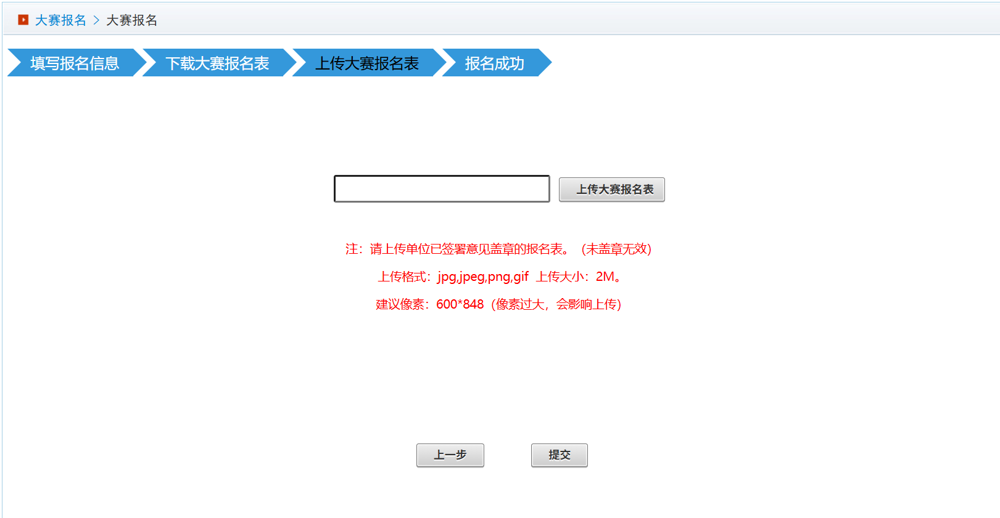 大赛报名 > 大赛报名
填写报名信息 下载大赛报名表 上传大赛报名表 报名成功
上传大赛报名表
注：请上传单位已签署意见盖章的报名表。（未盖章无效）
上传格式：jpg,jpeg,png,gif 上传大小：2M。
建议像素：600*848（像素过大，会影响上传）
上一步 提交